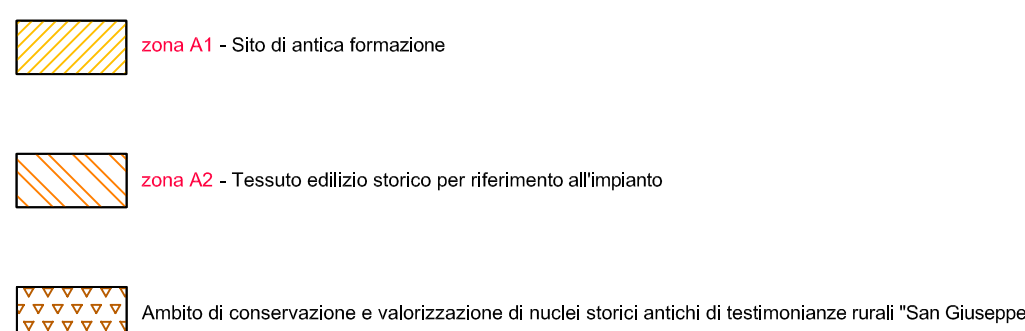 zona A1 - Sito di antica formazione
zona A2 - Tessuto edilizio storico per riferimento all'impianto
Ambito di conservazione e valorizzazione di nuclei storici antichi di testimonianze rurali "San Giuseppe